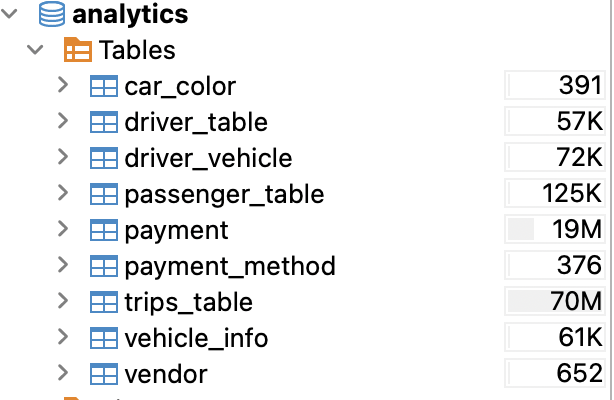 analytics
Tables
car_color 391
driver_table 57K
driver_vehicle 72K
passenger_table 125K
payment 19M
payment_method 376
trips_table 70M
vehicle_info 61K
vendor 652